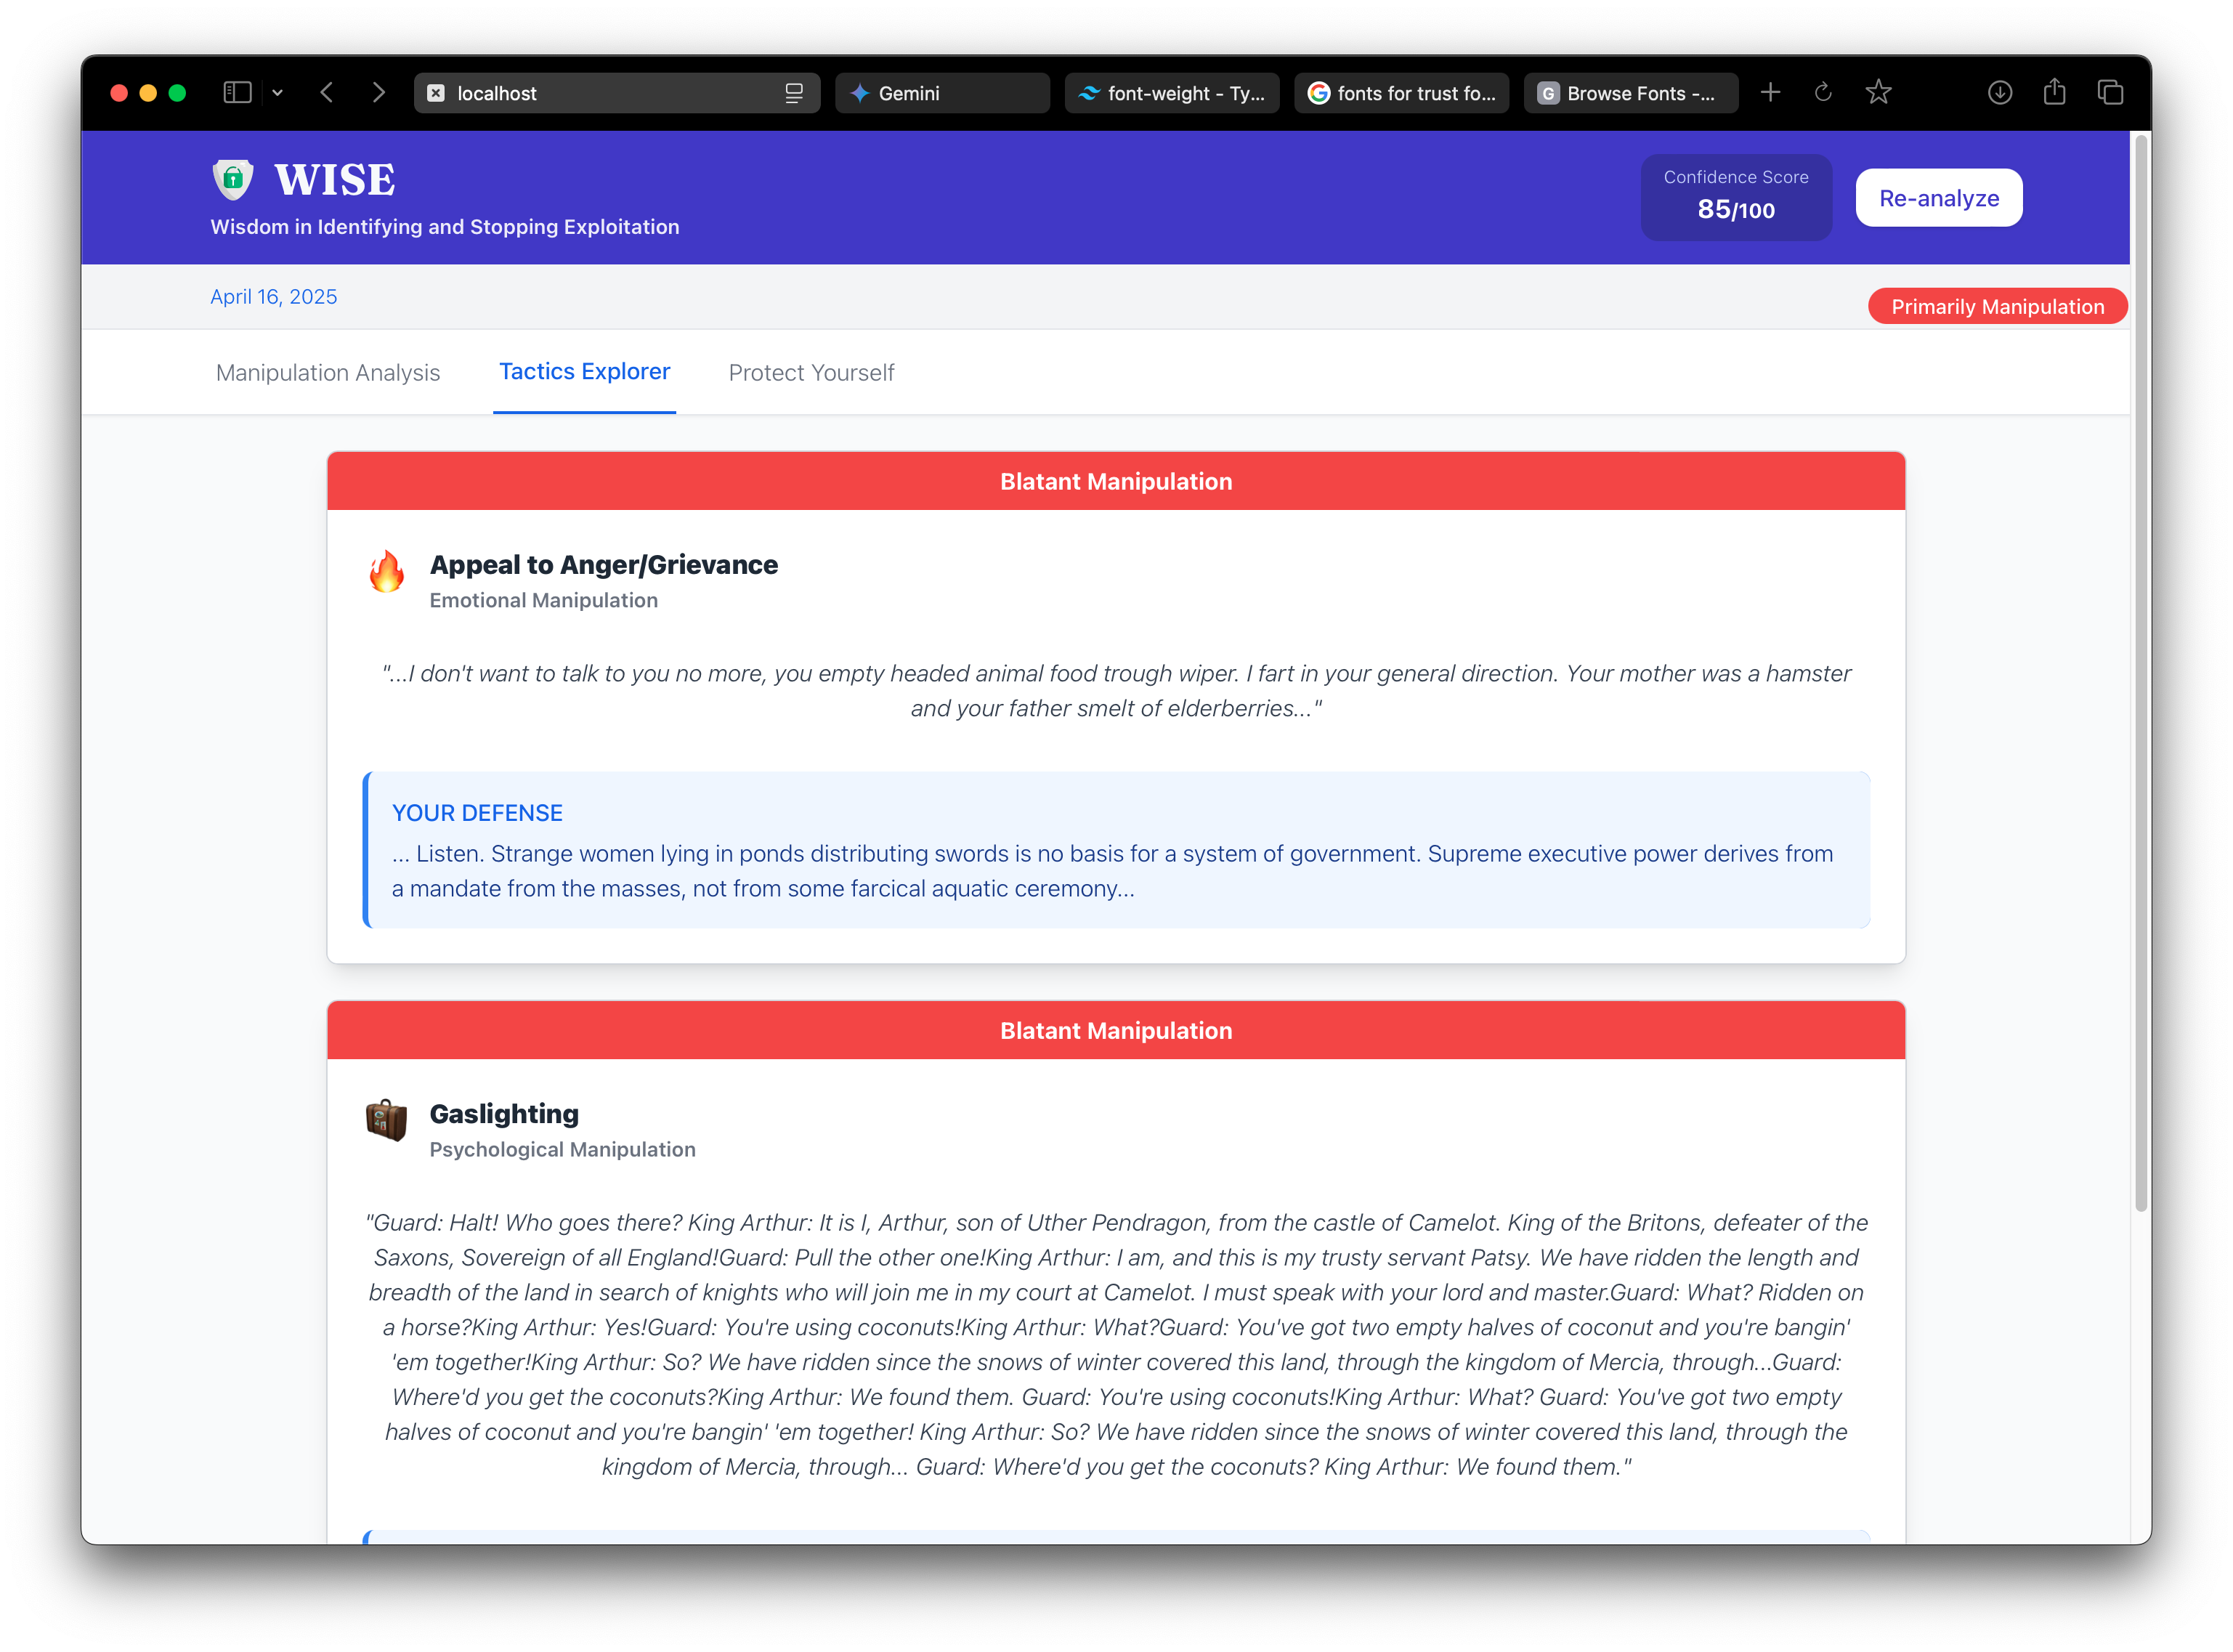 localhost
Gemini
font-weight - Ty...
fonts for trust fo...
G
Browse Fonts -...
WISE
Wisdom in Identifying and Stopping Exploitation
Confidence Score
85/100
Re-analyze
April 16, 2025
Primarily Manipulation
Manipulation Analysis
Tactics Explorer
Protect Yourself
Blatant Manipulation
Appeal to Anger/Grievance
Emotional Manipulation
"...I don't want to talk to you no more, you empty headed animal food trough wiper. I fart in your general direction. Your mother was a hamster
and your father smelt of elderberries..."
YOUR DEFENSE
... Listen. Strange women lying in ponds distributing swords is no basis for a system of government. Supreme executive power derives from
a mandate from the masses, not from some farcical aquatic ceremony...
Blatant Manipulation
Gaslighting
Psychological Manipulation
"Guard: Halt! Who goes there? King Arthur: It is I, Arthur, son of Uther Pendragon, from the castle of Camelot. King of the Britons, defeater of the
Saxons, Sovereign of all England!Guard: Pull the other one!King Arthur: I am, and this is my trusty servant Patsy. We have ridden the length and
breadth of the land in search of knights who will join me in my court at Camelot. I must speak with your lord and master.Guard: What? Ridden on
a horse?King Arthur: Yes!Guard: You're using coconuts!King Arthur: What?Guard: You've got two empty halves of coconut and you're bangin'
'em together!King Arthur: So? We have ridden since the snows of winter covered this land, through the kingdom of Mercia, through...Guard:
Where'd you get the coconuts?King Arthur: We found them. Guard: You're using coconuts!King Arthur: What? Guard: You've got two empty
halves of coconut and you're bangin' 'em together! King Arthur: So? We have ridden since the snows of winter covered this land, through the
kingdom of Mercia, through... Guard: Where'd you get the coconuts? King Arthur: We found them."